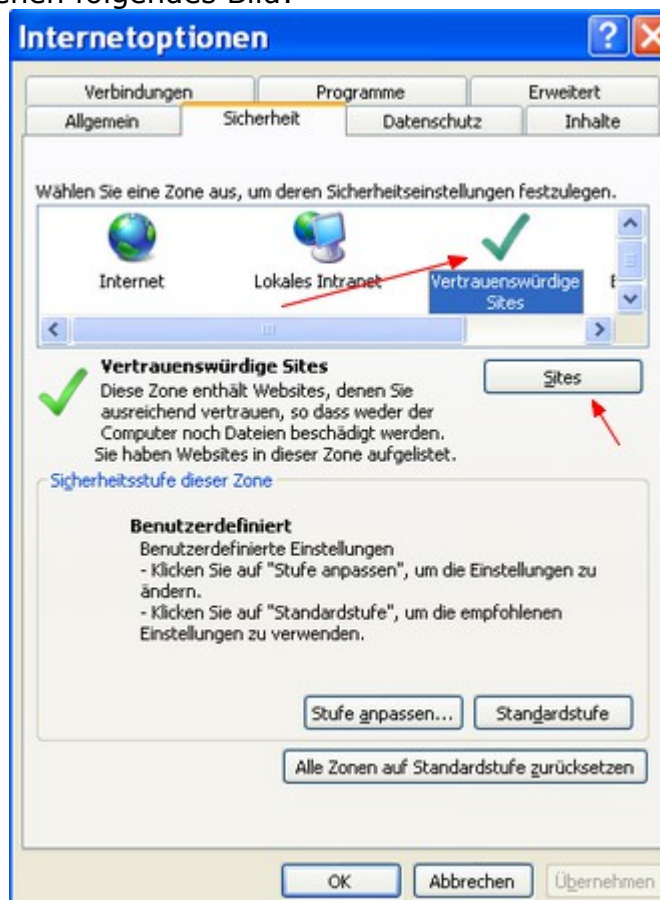 folgendes Bild:
Internetoptionen
Verbindungen Programme Erweitert
Allgemein Sicherheit Datenschutz Inhalte
Wählen Sie eine Zone aus, um deren Sicherheitseinstellungen festzulegen.
Internet Lokales Intranet Vertrauenswürdige
Sites
Vertrauenswürdige Sites
Diese Zone enthält Websites, denen Sie
ausreichend vertrauen, so dass weder der
Computer noch Dateien beschädigt werden.
Sie haben Websites in dieser Zone aufgelistet.
Sites
Sicherheitsstufe dieser Zone
Benutzerdefiniert
Benutzerdefinierte Einstellungen
- Klicken Sie auf "Stufe anpassen", um die Einstellungen zu
ändern.
- Klicken Sie auf "Standardstufe", um die empfohlenen
Einstellungen zu verwenden.
Stufe anpassen... Standardstufe
Alle Zonen auf Standardstufe zurücksetzen
OK Abbrechen Übernehmen